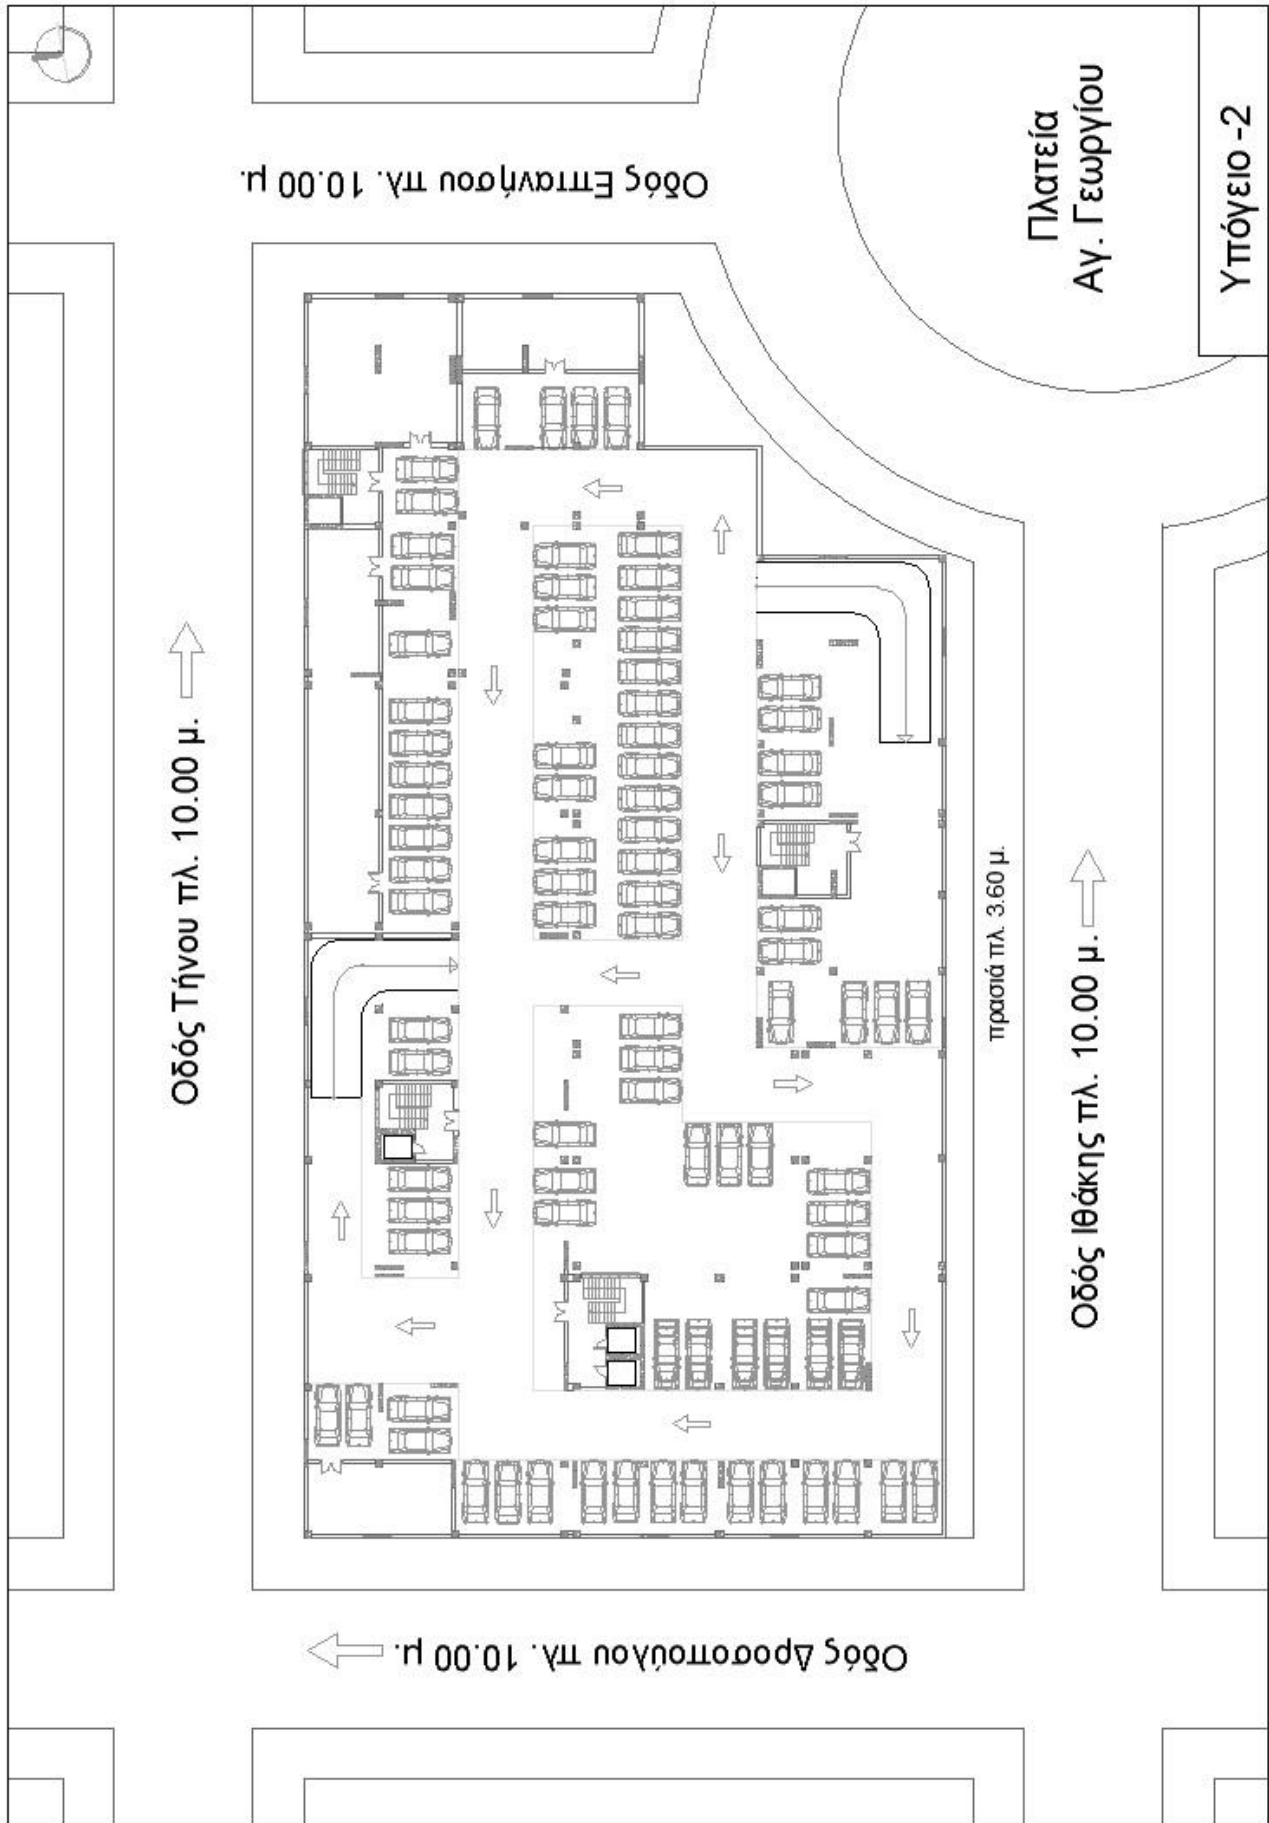 Οδός Επτανήσου πλ. 10.00 μ.
Πλατεία
Αγ. Γεωργίου
Υπόγειο -2
Οδός Τήνου πλ. 10.00 μ.
πρασιά πλ. 3.60 μ.
Οδός Ιθάκης πλ. 10.00 μ.
Οδός Δροσοπούλου πλ. 10.00 μ.